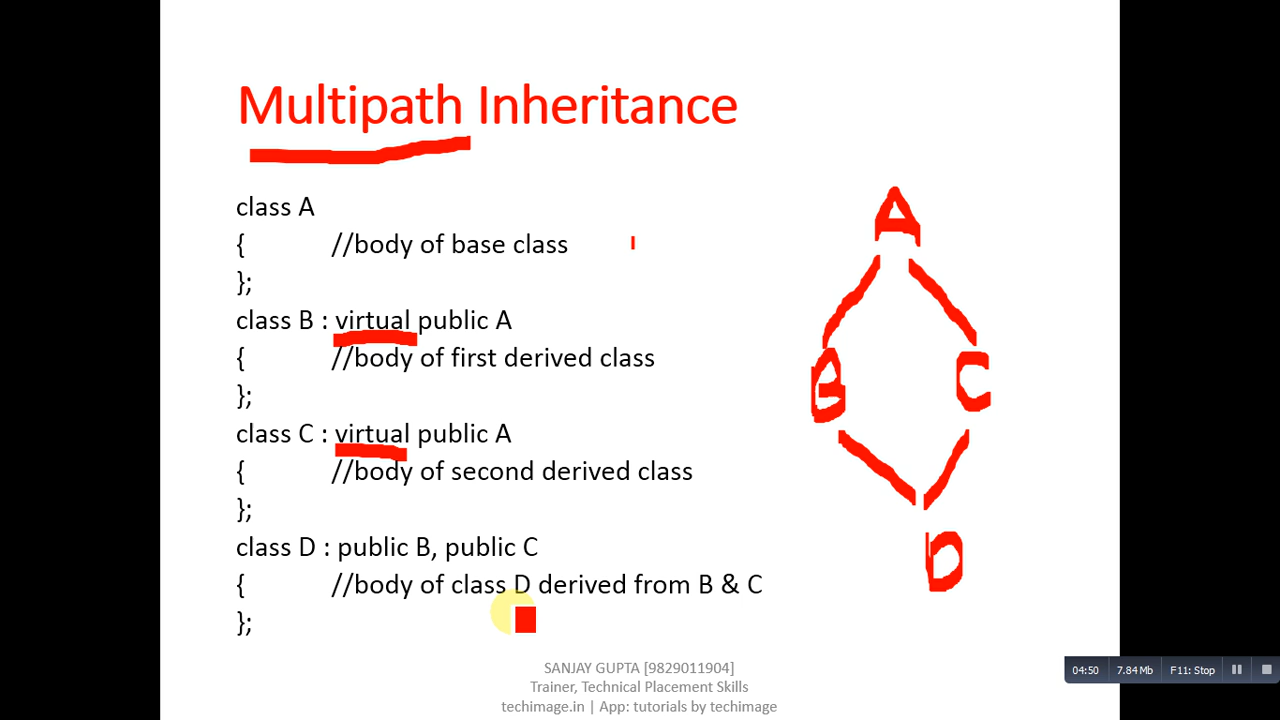 Multipath Inheritance
class A
{ //body of base class
};
class B : virtual public A
{ //body of first derived class
};
class C : virtual public A
{ //body of second derived class
};
class D : public B, public C
{ //body of class D derived from B & C
};
A
B C
D
SANJAY GUPTA [9829011904]
Trainer, Technical Placement Skills
techimage.in | App: tutorials by techimage
04:50 7.84 Mb F11: Stop